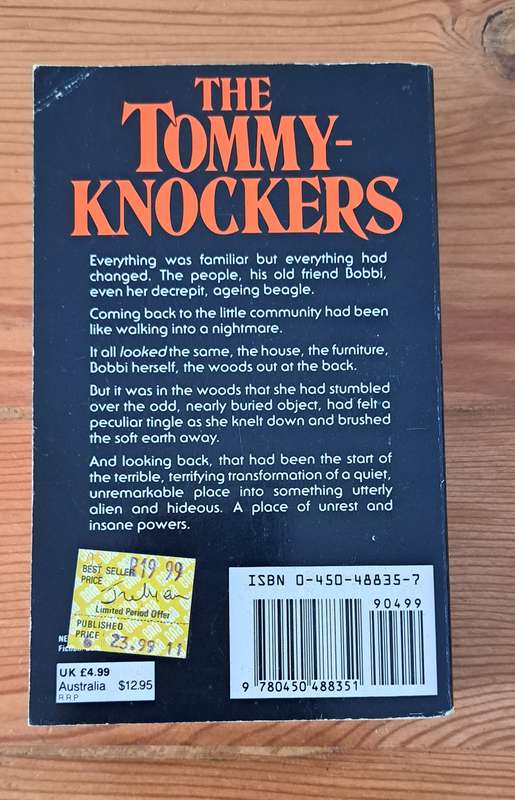 THE
TOMMY-
KNOCKERS
Everything was familiar but everything had
changed. The people, his old friend Bobbi,
even her decrepit, ageing beagle.
Coming back to the little community had been
like walking into a nightmare.
It all looked the same, the house, the furniture,
Bobbi herself, the woods out at the back.
But it was in the woods that she had stumbled
over the odd, nearly buried object, had felt a
peculiar tingle as she knelt down and brushed
the soft earth away.
And looking back, that had been the start of
the terrible, terrifying transformation of a quiet,
unremarkable place into something utterly
alien and hideous. A place of unrest and
insane powers.
BEST SELLER R19 99
PRICE
Limited Period Offer
PUBLISHED
PRICE 23.99 11
NE
Fiction
UK £4.99
Australia $12.95
R.R.P.
ISBN 0-450-48835-7
90499
9 780450 488351